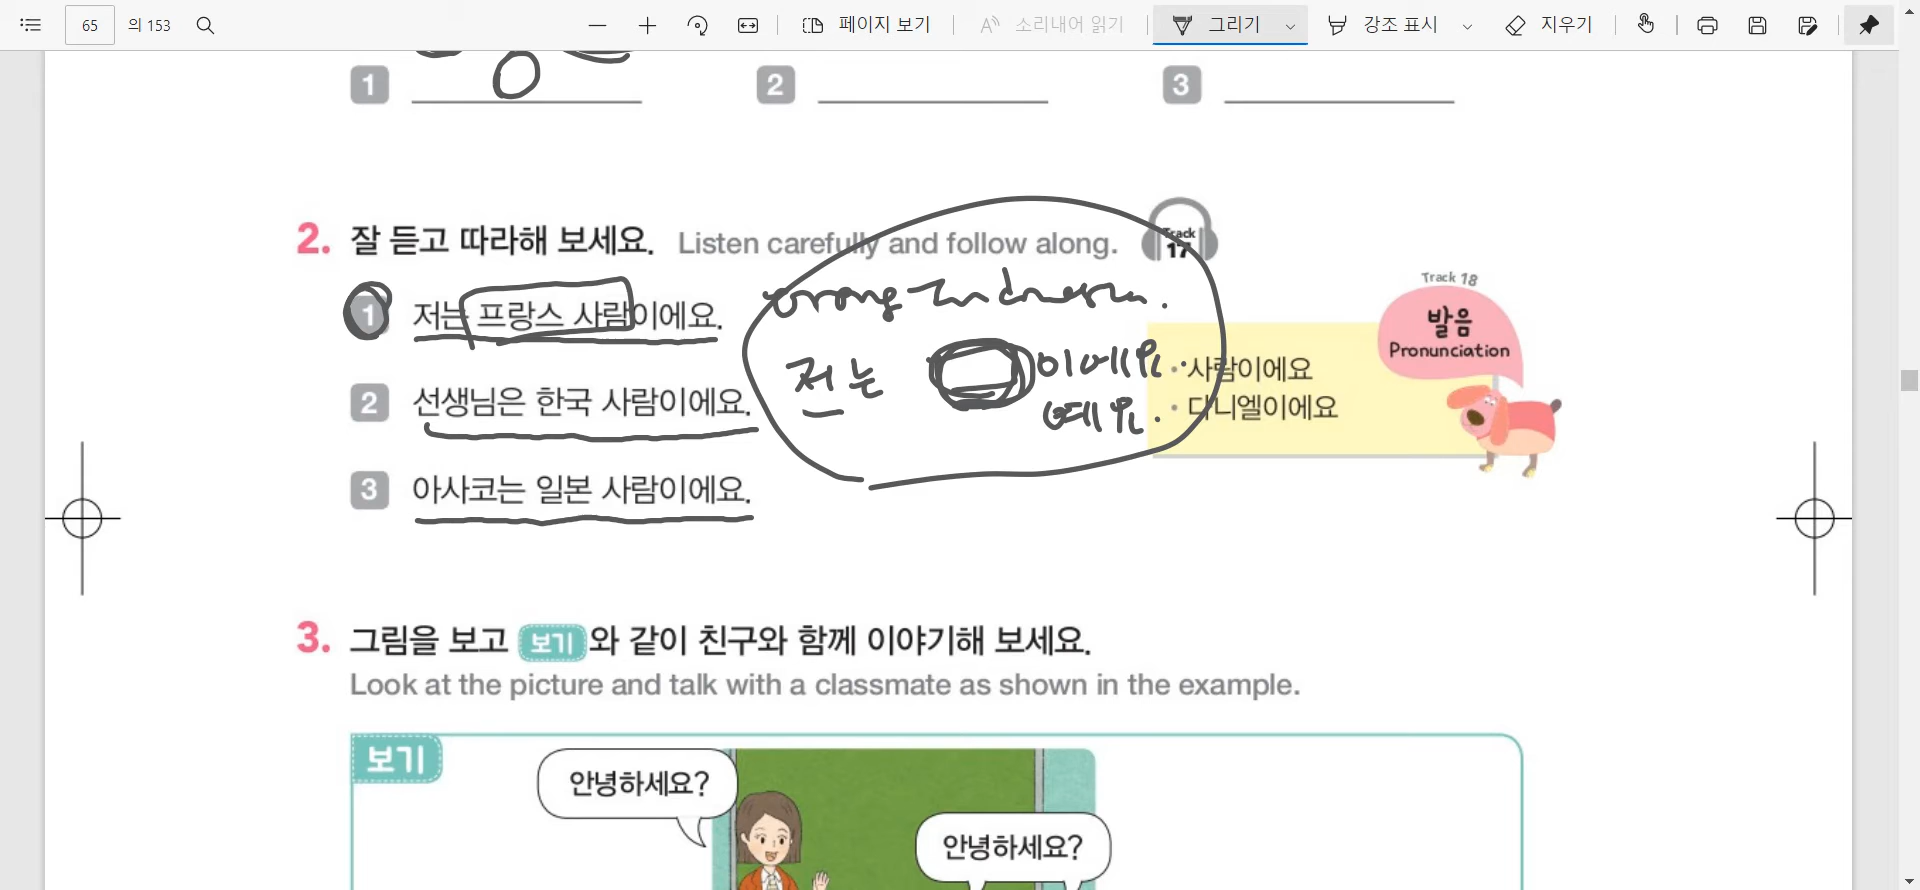 65 의 153 페이지 보기 소리내어 읽기 그리기 강조 표시 지우기
1 2 3
2. 잘 듣고 따라해 보세요. Listen carefully and follow along. Track 17
1 저는 프랑스 사람이에요.
orang Indonesia.
저는 이에요.
예요.
2 선생님은 한국 사람이에요.
3 아사코는 일본 사람이에요.
Track 18
발음
Pronunciation
· 사람이에요
· 다니엘이에요
3. 그림을 보고 보기 와 같이 친구와 함께 이야기해 보세요.
Look at the picture and talk with a classmate as shown in the example.
보기
안녕하세요?
안녕하세요?